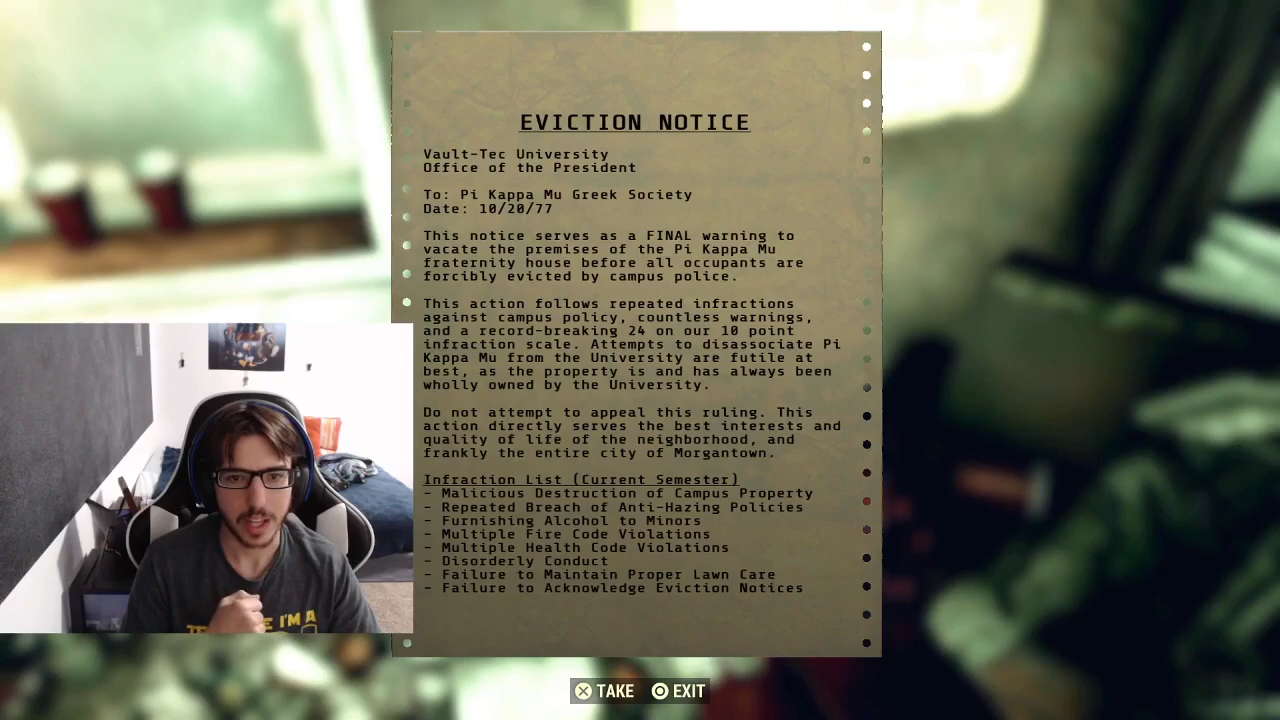 EVICTION NOTICE
Vault-Tec University
Office of the President
To: Pi Kappa Mu Greek Society
Date: 10/20/77
This notice serves as a FINAL warning to
vacate the premises of the Pi Kappa Mu
fraternity house before all occupants are
forcibly evicted by campus police.
This action follows repeated infractions
against campus policy, countless warnings,
and a record-breaking 24 on our 10 point
infraction scale. Attempts to disassociate Pi
Kappa Mu from the University are futile at
best, as the property is and has always been
wholly owned by the University.
Do not attempt to appeal this ruling. This
action directly serves the best interests and
quality of life of the neighborhood, and
frankly the entire city of Morgantown.
Infraction List (Current Semester)
- Malicious Destruction of Campus Property
- Repeated Breach of Anti-Hazing Policies
- Furnishing Alcohol to Minors
- Multiple Fire Code Violations
- Multiple Health Code Violations
- Disorderly Conduct
- Failure to Maintain Proper Lawn Care
- Failure to Acknowledge Eviction Notices
I'M A
TAKE EXIT